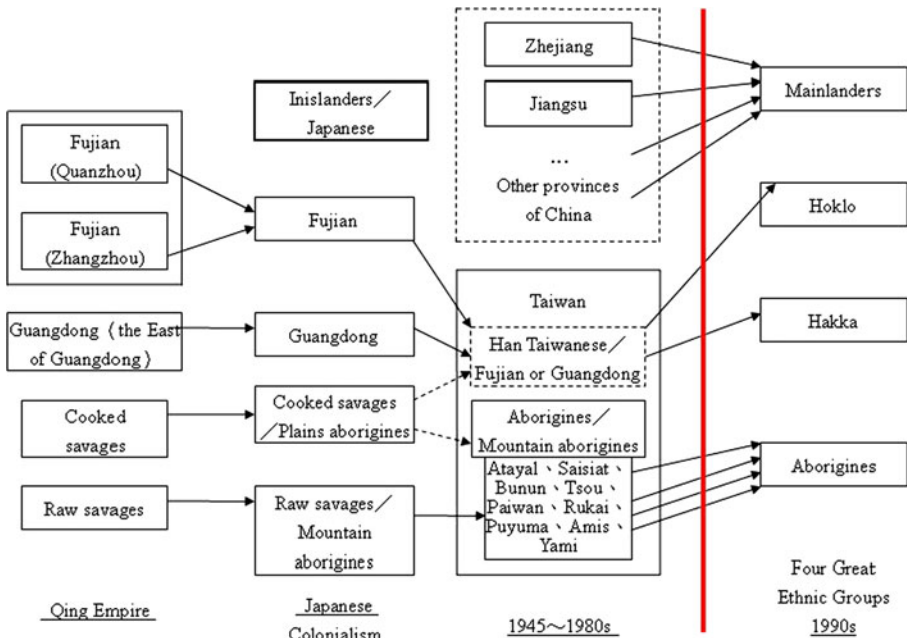 Fujian
(Quanzhou)
Fujian
(Zhangzhou)
Guangdong（the East
of Guangdong）
Cooked
savages
Raw savages
Qing Empire
Inislanders／
Japanese
Fujian
Guangdong
Cooked savages
／Plains aborigines
Raw savages／
Mountain
aborigines
Japanese
Colonialism
Zhejiang
Jiangsu
...
Other provinces
of China
Taiwan
Han Taiwanese／
Fujian or Guangdong
Aborigines／
Mountain aborigines
Atayal、Saisiat、
Bunun、Tsou、
Paiwan、Rukai、
Puyuma、Amis、
Yami
1945～1980s
Mainlanders
Hoklo
Hakka
Aborigines
Four Great
Ethnic Groups
1990s